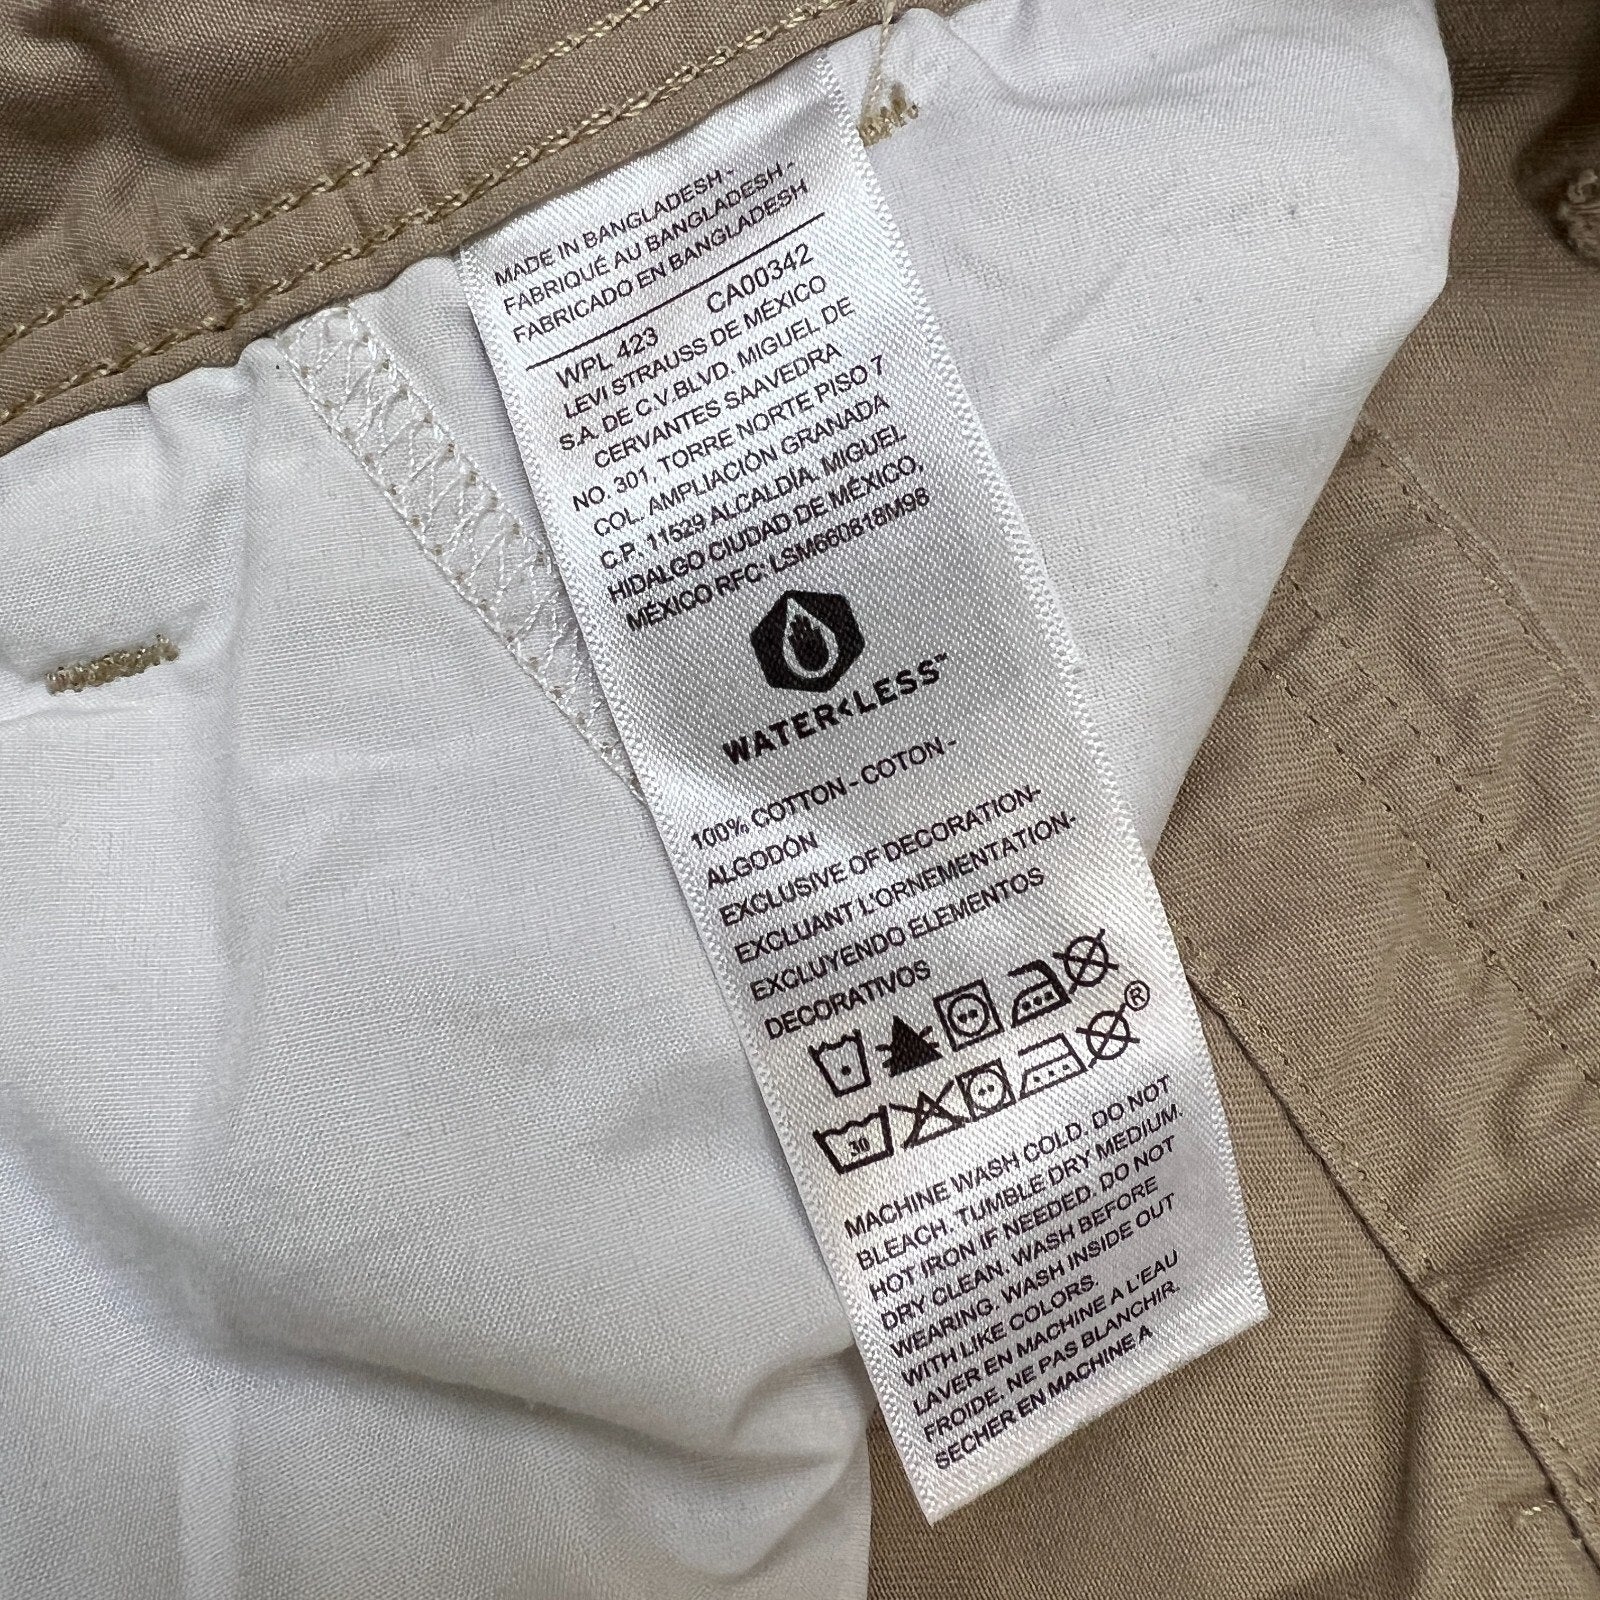 MADE IN BANGLADESH -
FABRIQUÉ AU BANGLADESH -
FABRICADO EN BANGLADESH
WPL 423 CA00342
LEVI STRAUSS DE MÉXICO
S.A. DE C.V. BLVD. MIGUEL DE
CERVANTES SAAVEDRA
NO. 301, TORRE NORTE PISO 7
COL. AMPLIACIÓN GRANADA
C.P. 11529 ALCALDÍA. MIGUEL
HIDALGO CIUDAD DE MÉXICO,
MÉXICO RFC: LSM660618M98
WATER<LESS™
100% COTTON - COTON -
ALGODÓN
EXCLUSIVE OF DECORATION-
EXCLUANT L'ORNEMENTATION-
EXCLUYENDO ELEMENTOS
DECORATIVOS
®
30
MACHINE WASH COLD. DO NOT
BLEACH. TUMBLE DRY MEDIUM.
HOT IRON IF NEEDED. DO NOT
DRY CLEAN. WASH BEFORE
WEARING. WASH INSIDE OUT
WITH LIKE COLORS.
LAVER EN MACHINE A L'EAU
FROIDE. NE PAS BLANCHIR.
SECHER EN MACHINE A